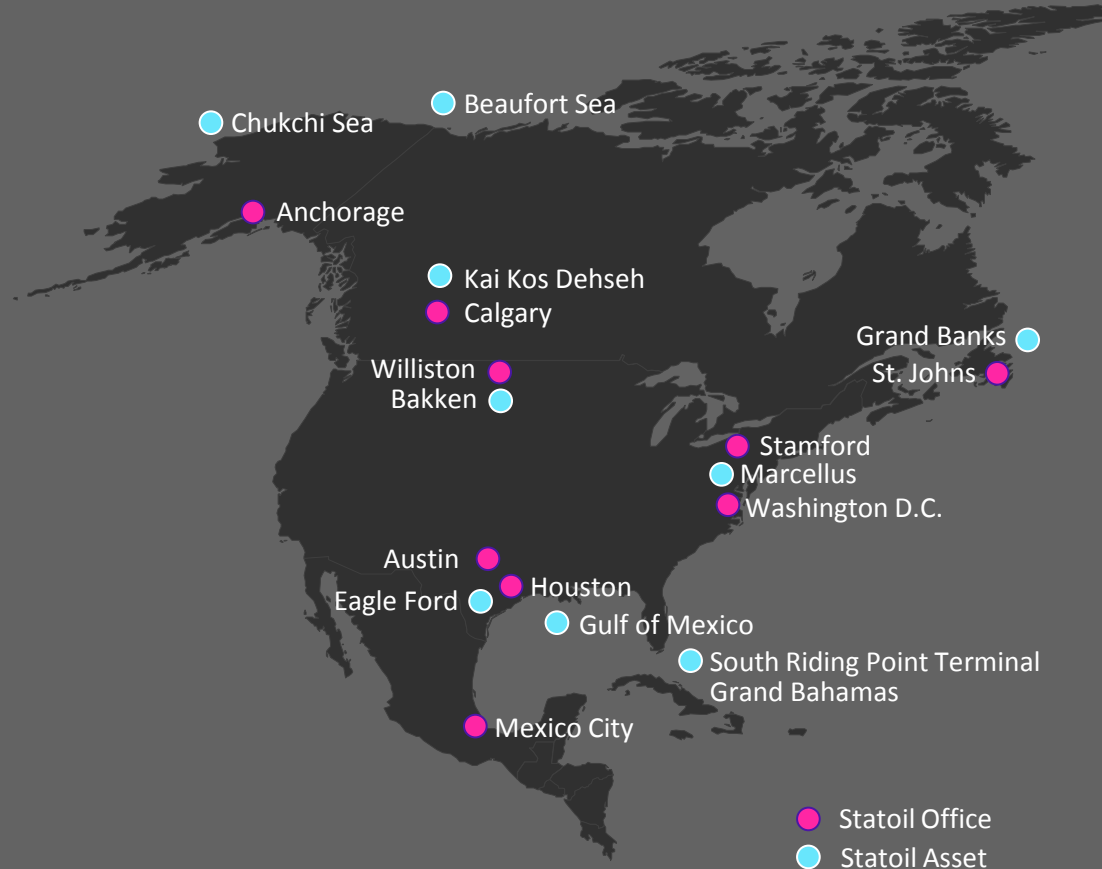 Beaufort Sea
Chukchi Sea
Anchorage
Kai Kos Dehseh
Calgary
Grand Banks
Williston
St. Johns
Bakken
Stamford
Marcellus
Washington D.C.
Austin
Houston
Eagle Ford
Gulf of Mexico
South Riding Point Terminal
Grand Bahamas
Mexico City
Statoil Office
Statoil Asset